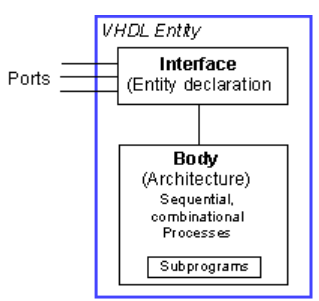 VHDL Entity
Interface
Ports
(Entity declaration
Body
(Architecture)
Sequential,
combinational
Processes
Subprograms